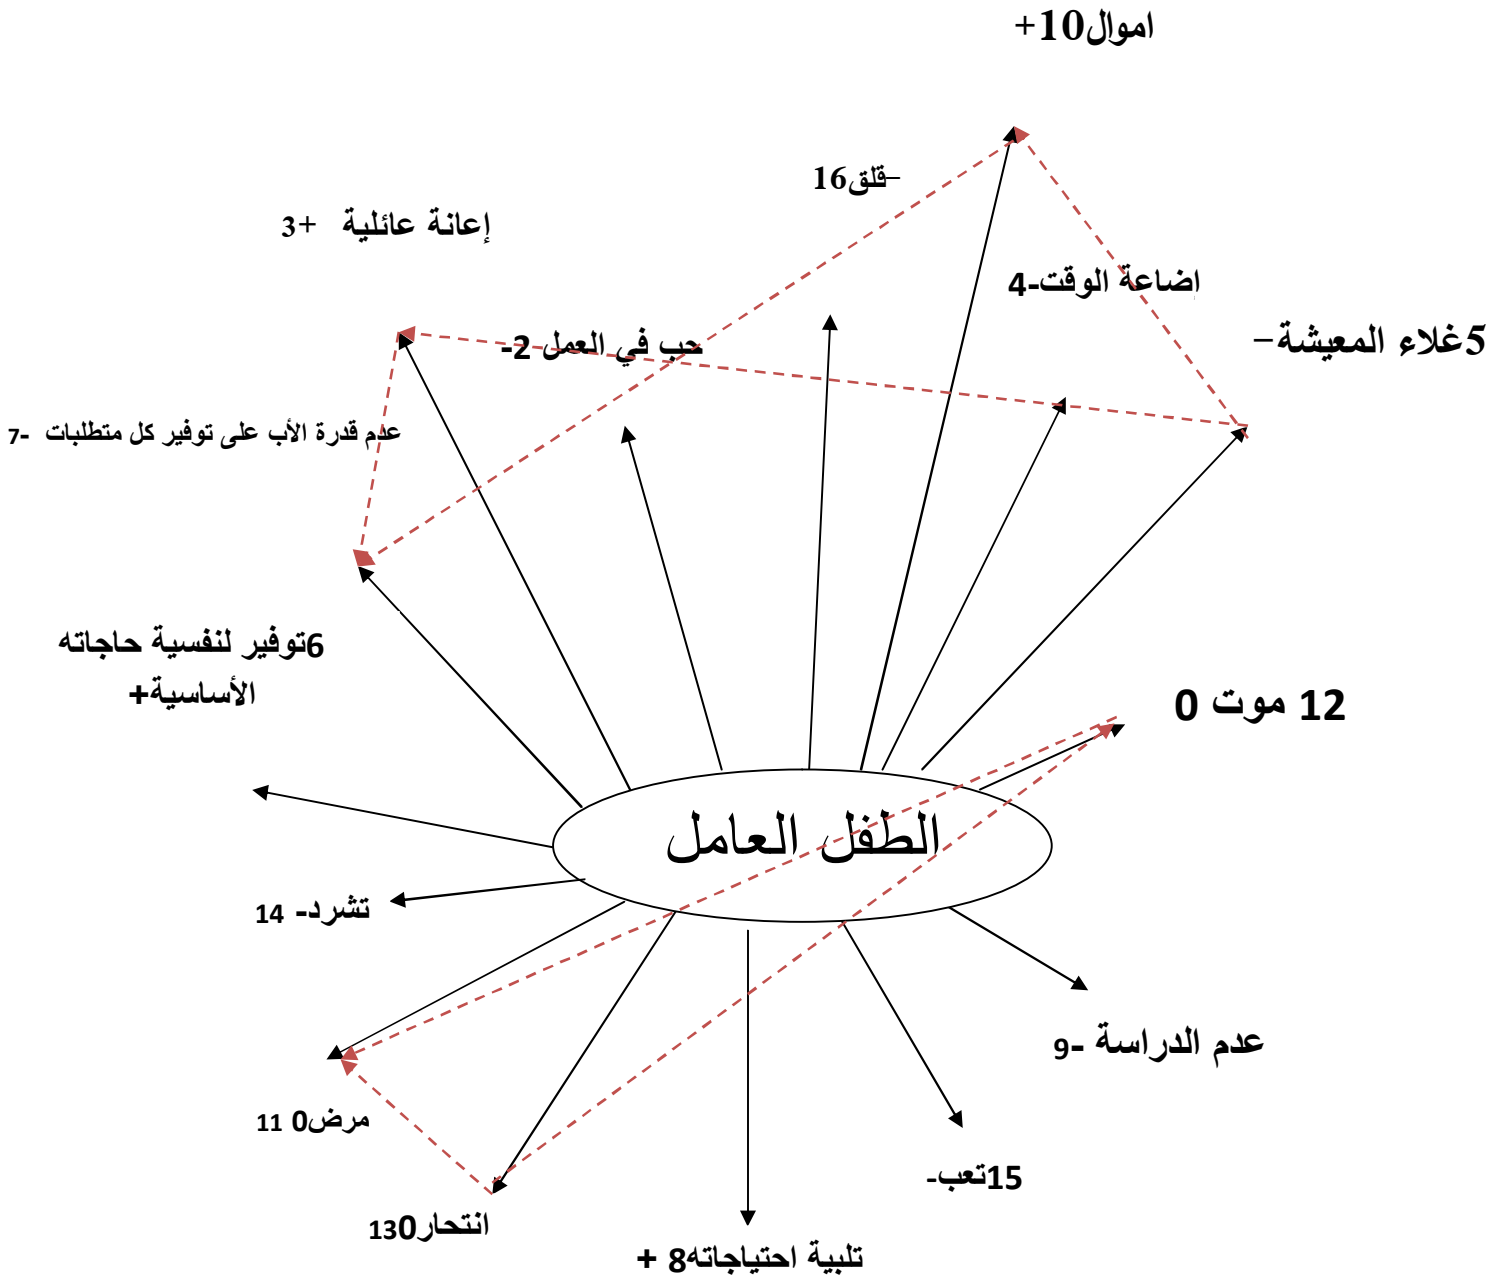 اموال10+
–قلق16
إعانة عائلية +3
إضاعة الوقت-4
5غلاء المعيشة–
حب في العمل 2-
عدم قدرة الأب على توفير كل متطلبات -7
6توفير لنفسية حاجاته
الأساسية+
12 موت 0
الطفل العامل
تشرد- 14
عدم الدراسة -9
مرض0 11
15تعب-
انتحار130
تلبية احتياجاته8 +